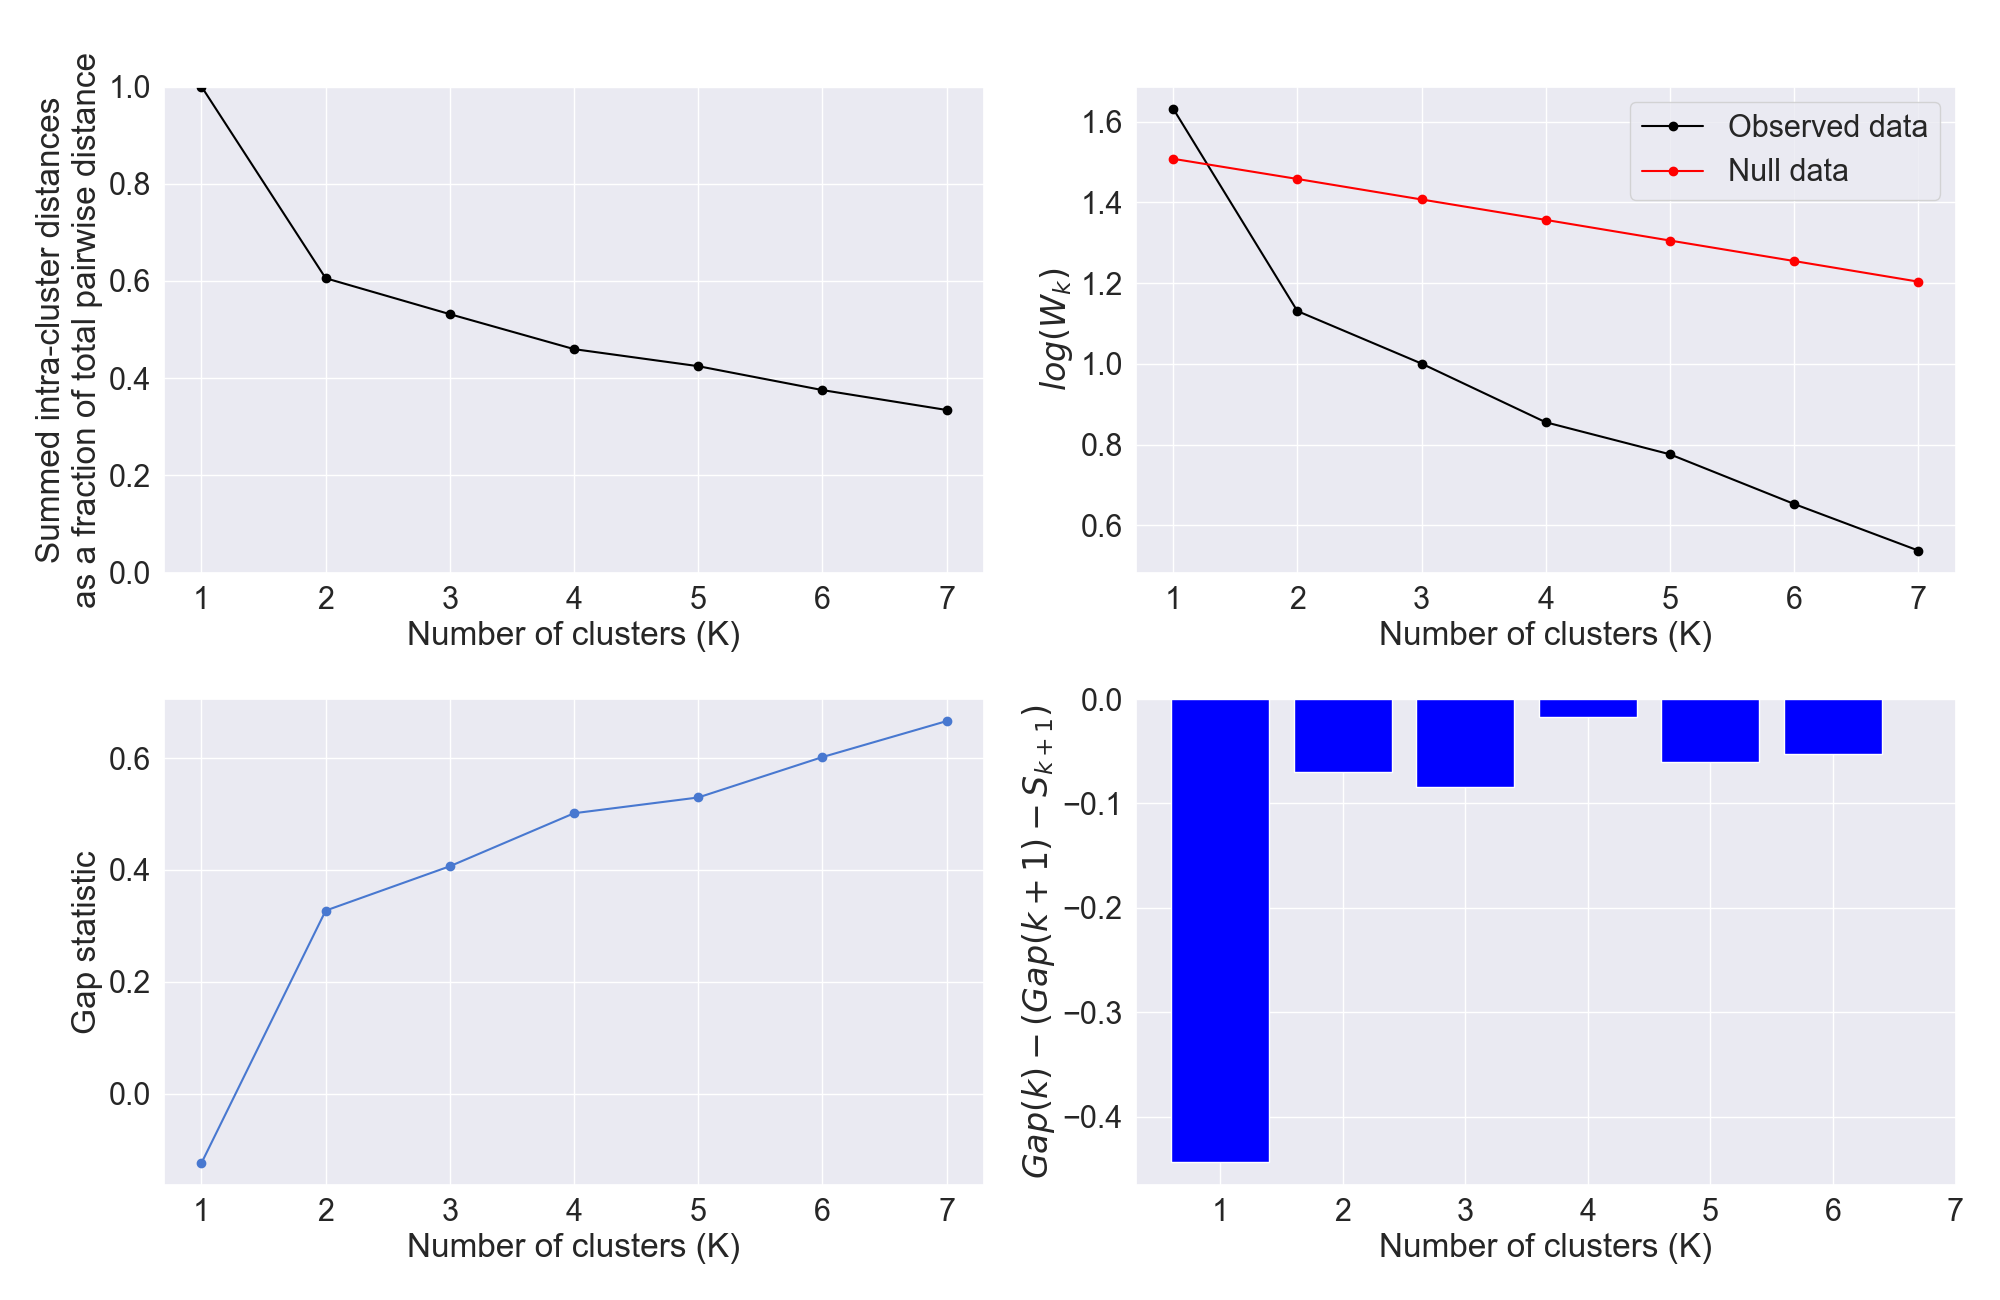 Summed intra-cluster distances
as a fraction of total pairwise distance
1.0
0.8
0.6
0.4
0.2
0.0
1 2 3 4 5 6 7
Number of clusters (K)
log(W_k)
1.6
1.4
1.2
1.0
0.8
0.6
Observed data
Null data
1 2 3 4 5 6 7
Number of clusters (K)
Gap statistic
0.6
0.4
0.2
0.0
1 2 3 4 5 6 7
Number of clusters (K)
Gap(k) − (Gap(k + 1) − S_{k + 1})
0.0
−0.1
−0.2
−0.3
−0.4
1 2 3 4 5 6 7
Number of clusters (K)